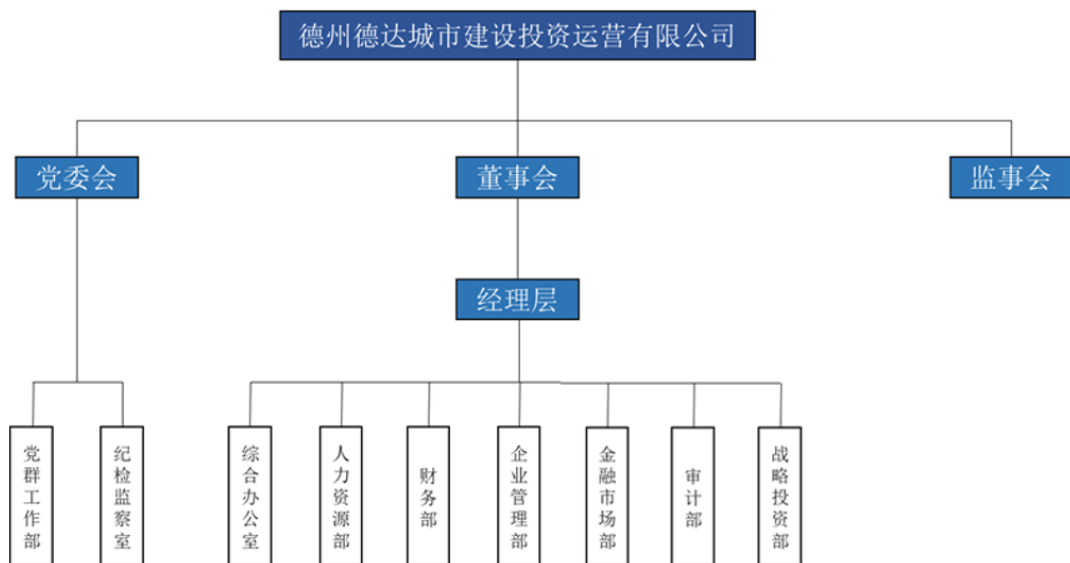 德州德达城市建设投资运营有限公司
党委会
董事会
监事会
经理层
党群工作部
纪检监察室
综合办公室
人力资源部
财务部
企业管理部
金融市场部
审计部
战略投资部